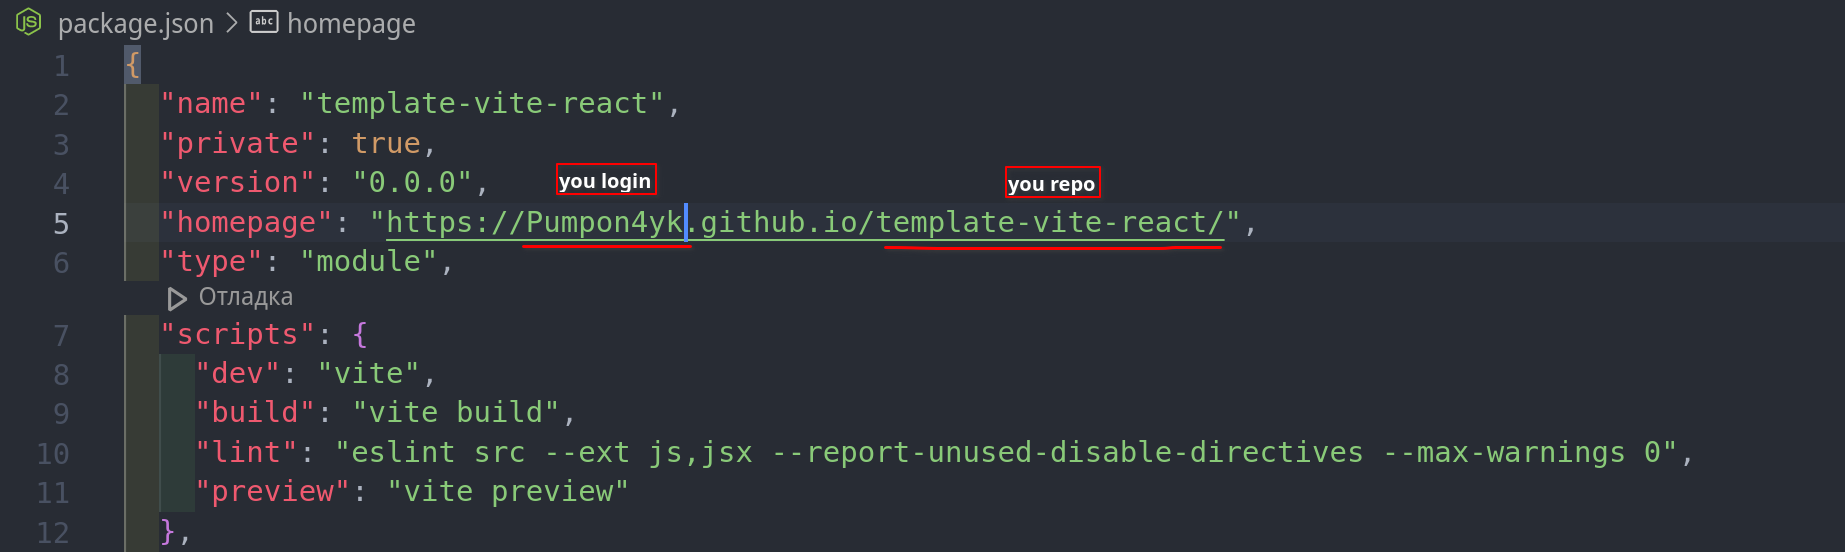 package.json > abc homepage
1 {
2 "name": "template-vite-react",
3 "private": true,
4 "version": "0.0.0",
you login you repo
5 "homepage": "https://Pumpon4yk.github.io/template-vite-react/",
6 "type": "module",
Отладка
7 "scripts": {
8 "dev": "vite",
9 "build": "vite build",
10 "lint": "eslint src --ext js,jsx --report-unused-disable-directives --max-warnings 0",
11 "preview": "vite preview"
12 },